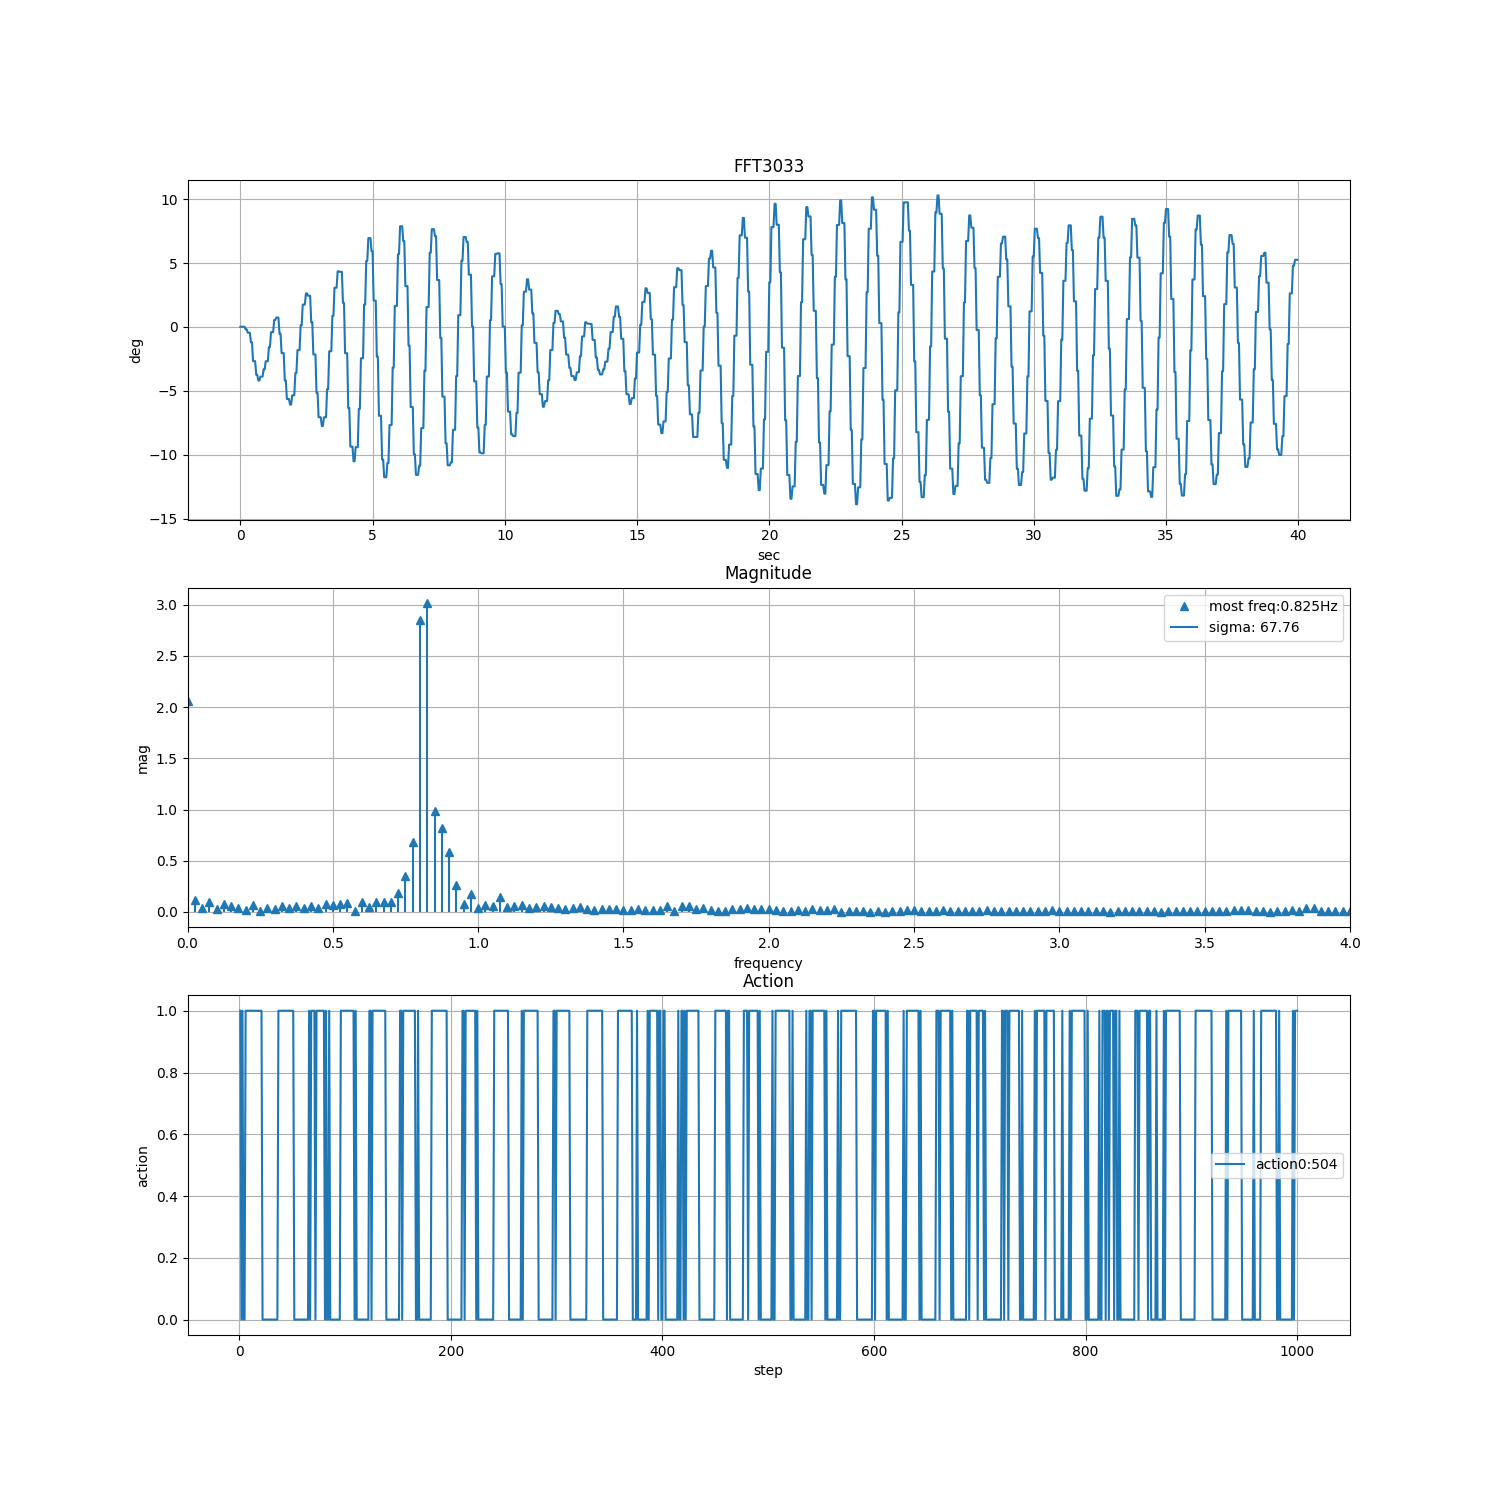 FFT3033
10
5
0
−5
−10
−15
deg
0 5 10 15 20 25 30 35 40
sec
Magnitude
3.0
2.5
2.0
1.5
1.0
0.5
0.0
mag
most freq:0.825Hz
sigma: 67.76
0.0 0.5 1.0 1.5 2.0 2.5 3.0 3.5 4.0
frequency
Action
1.0
0.8
0.6
0.4
0.2
0.0
action
action0:504
0 200 400 600 800 1000
step